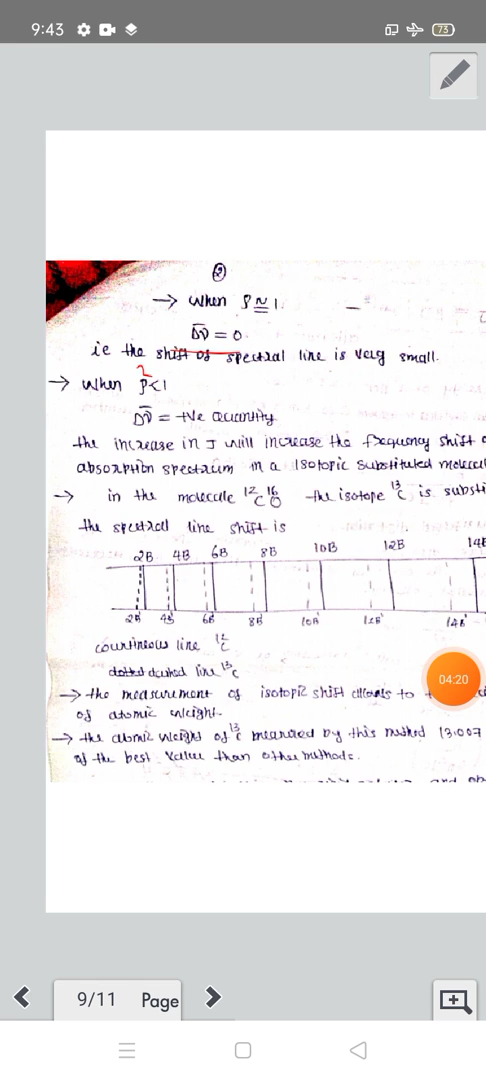 9:43
73
②
→ when ρ ≅ 1.
Δν̅ = 0
ie the shift of spectral line is very small.
2
→ when ρ<1
Δν̅ = +ve quantity
the increase in J will increase the frequency shift o
absorption spectrum in a isotopic substituted molecul
→ in the molecule ¹²C¹⁶O the isotope ¹³C is substi
the spectral line shift is
2B 4B 6B 8B 10B 12B 14B
2B' 4B' 6B' 8B' 10B' 12B' 14B'
countineous line ¹²C
dotted dashed line ¹³C
04:20
→ the measurement of isotopic shift allows to
of atomic weight.
→ the atomic weight of ¹³C measured by this method 13.007
of the best value than other methods.
9/11 Page